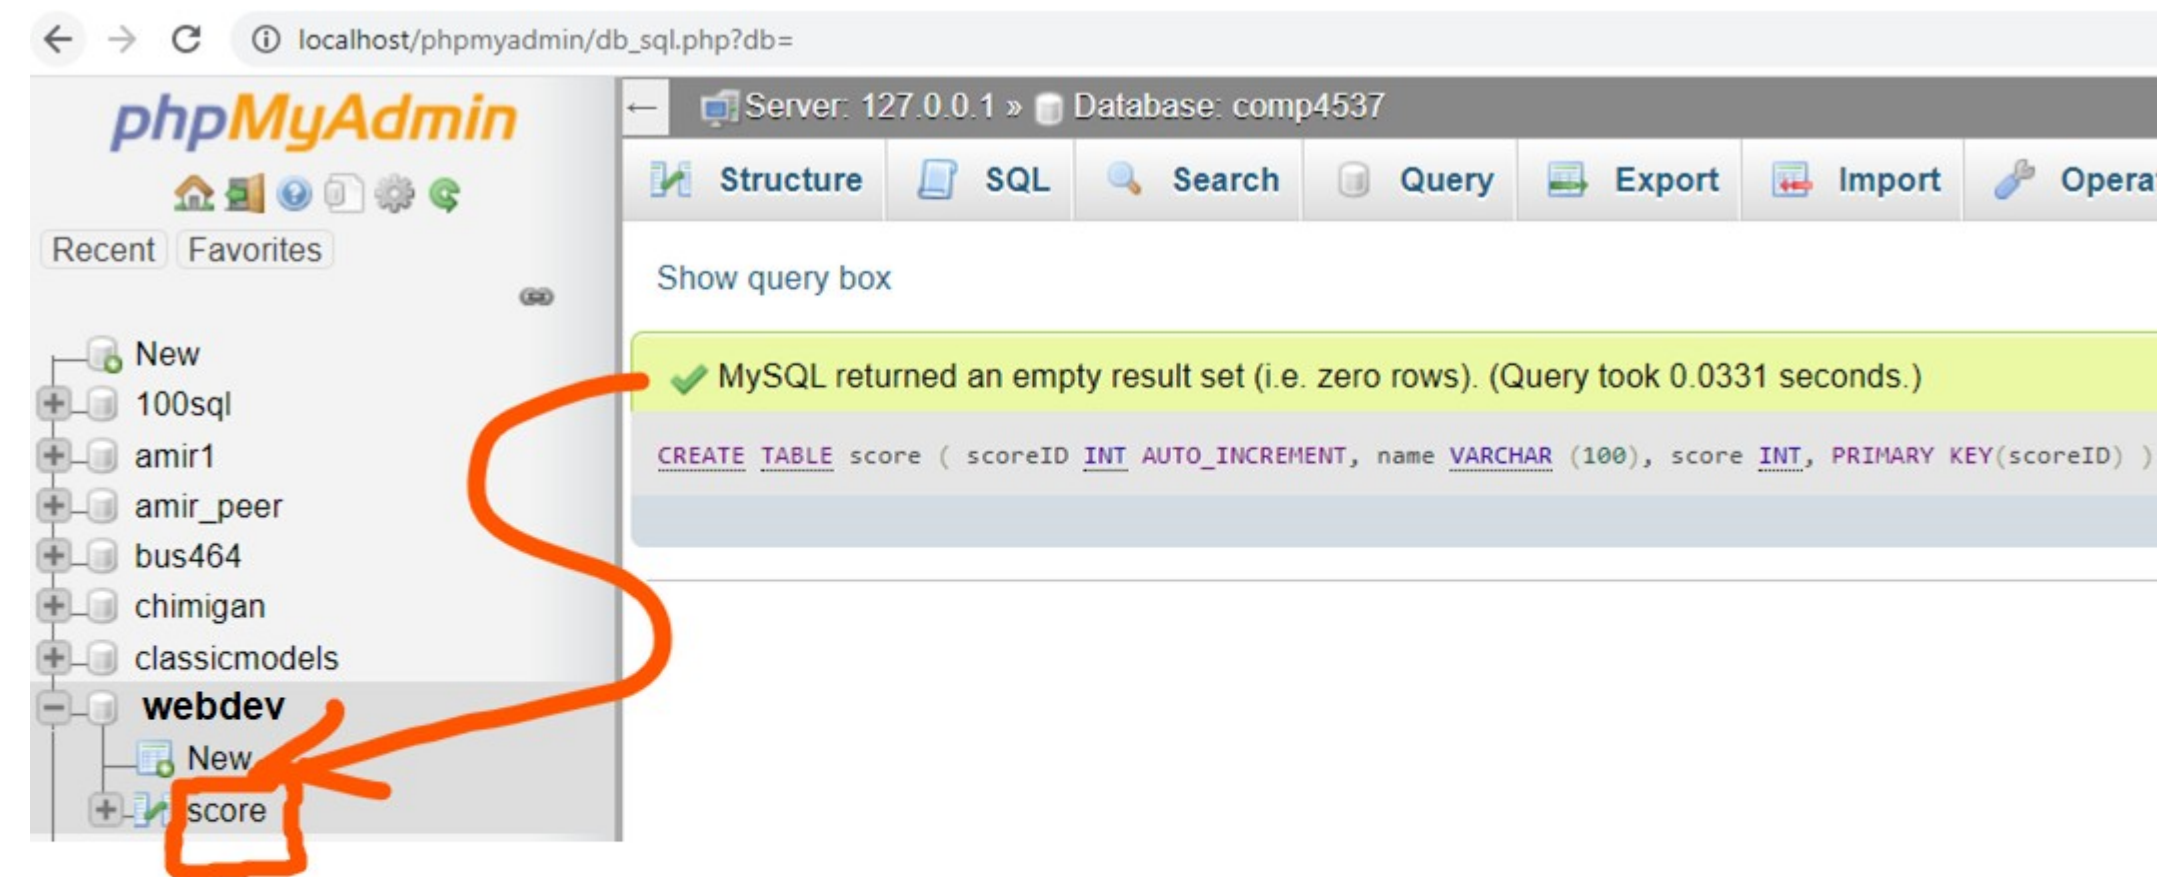 localhost/phpmyadmin/db_sql.php?db=
phpMyAdmin
Recent Favorites
New
100sql
amir1
amir_peer
bus464
chimigan
classicmodels
webdev
New
score
Server: 127.0.0.1 » Database: comp4537
Structure SQL Search Query Export Import Opera
Show query box
MySQL returned an empty result set (i.e. zero rows). (Query took 0.0331 seconds.)
CREATE TABLE score ( scoreID INT AUTO_INCREMENT, name VARCHAR (100), score INT, PRIMARY KEY(scoreID) )